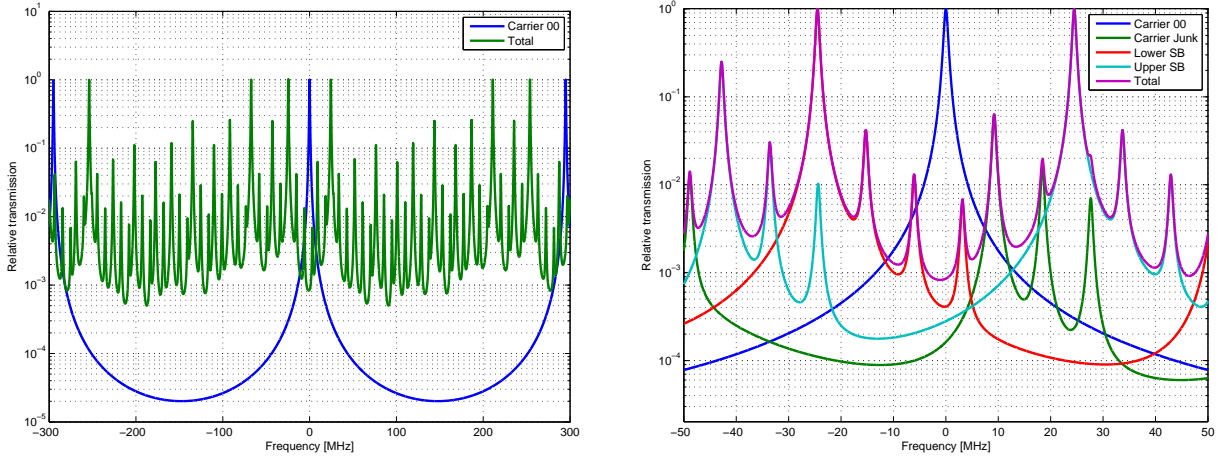 10^1
10^0
10^-1
10^-2
10^-3
10^-4
10^-5
Relative transmission
−300
−200
−100
0
100
200
300
Frequency [MHz]
Carrier 00
Total
10^0
10^-1
10^-2
10^-3
10^-4
Relative transmission
−50
−40
−30
−20
−10
0
10
20
30
40
50
Frequency [MHz]
Carrier 00
Carrier Junk
Lower SB
Upper SB
Total